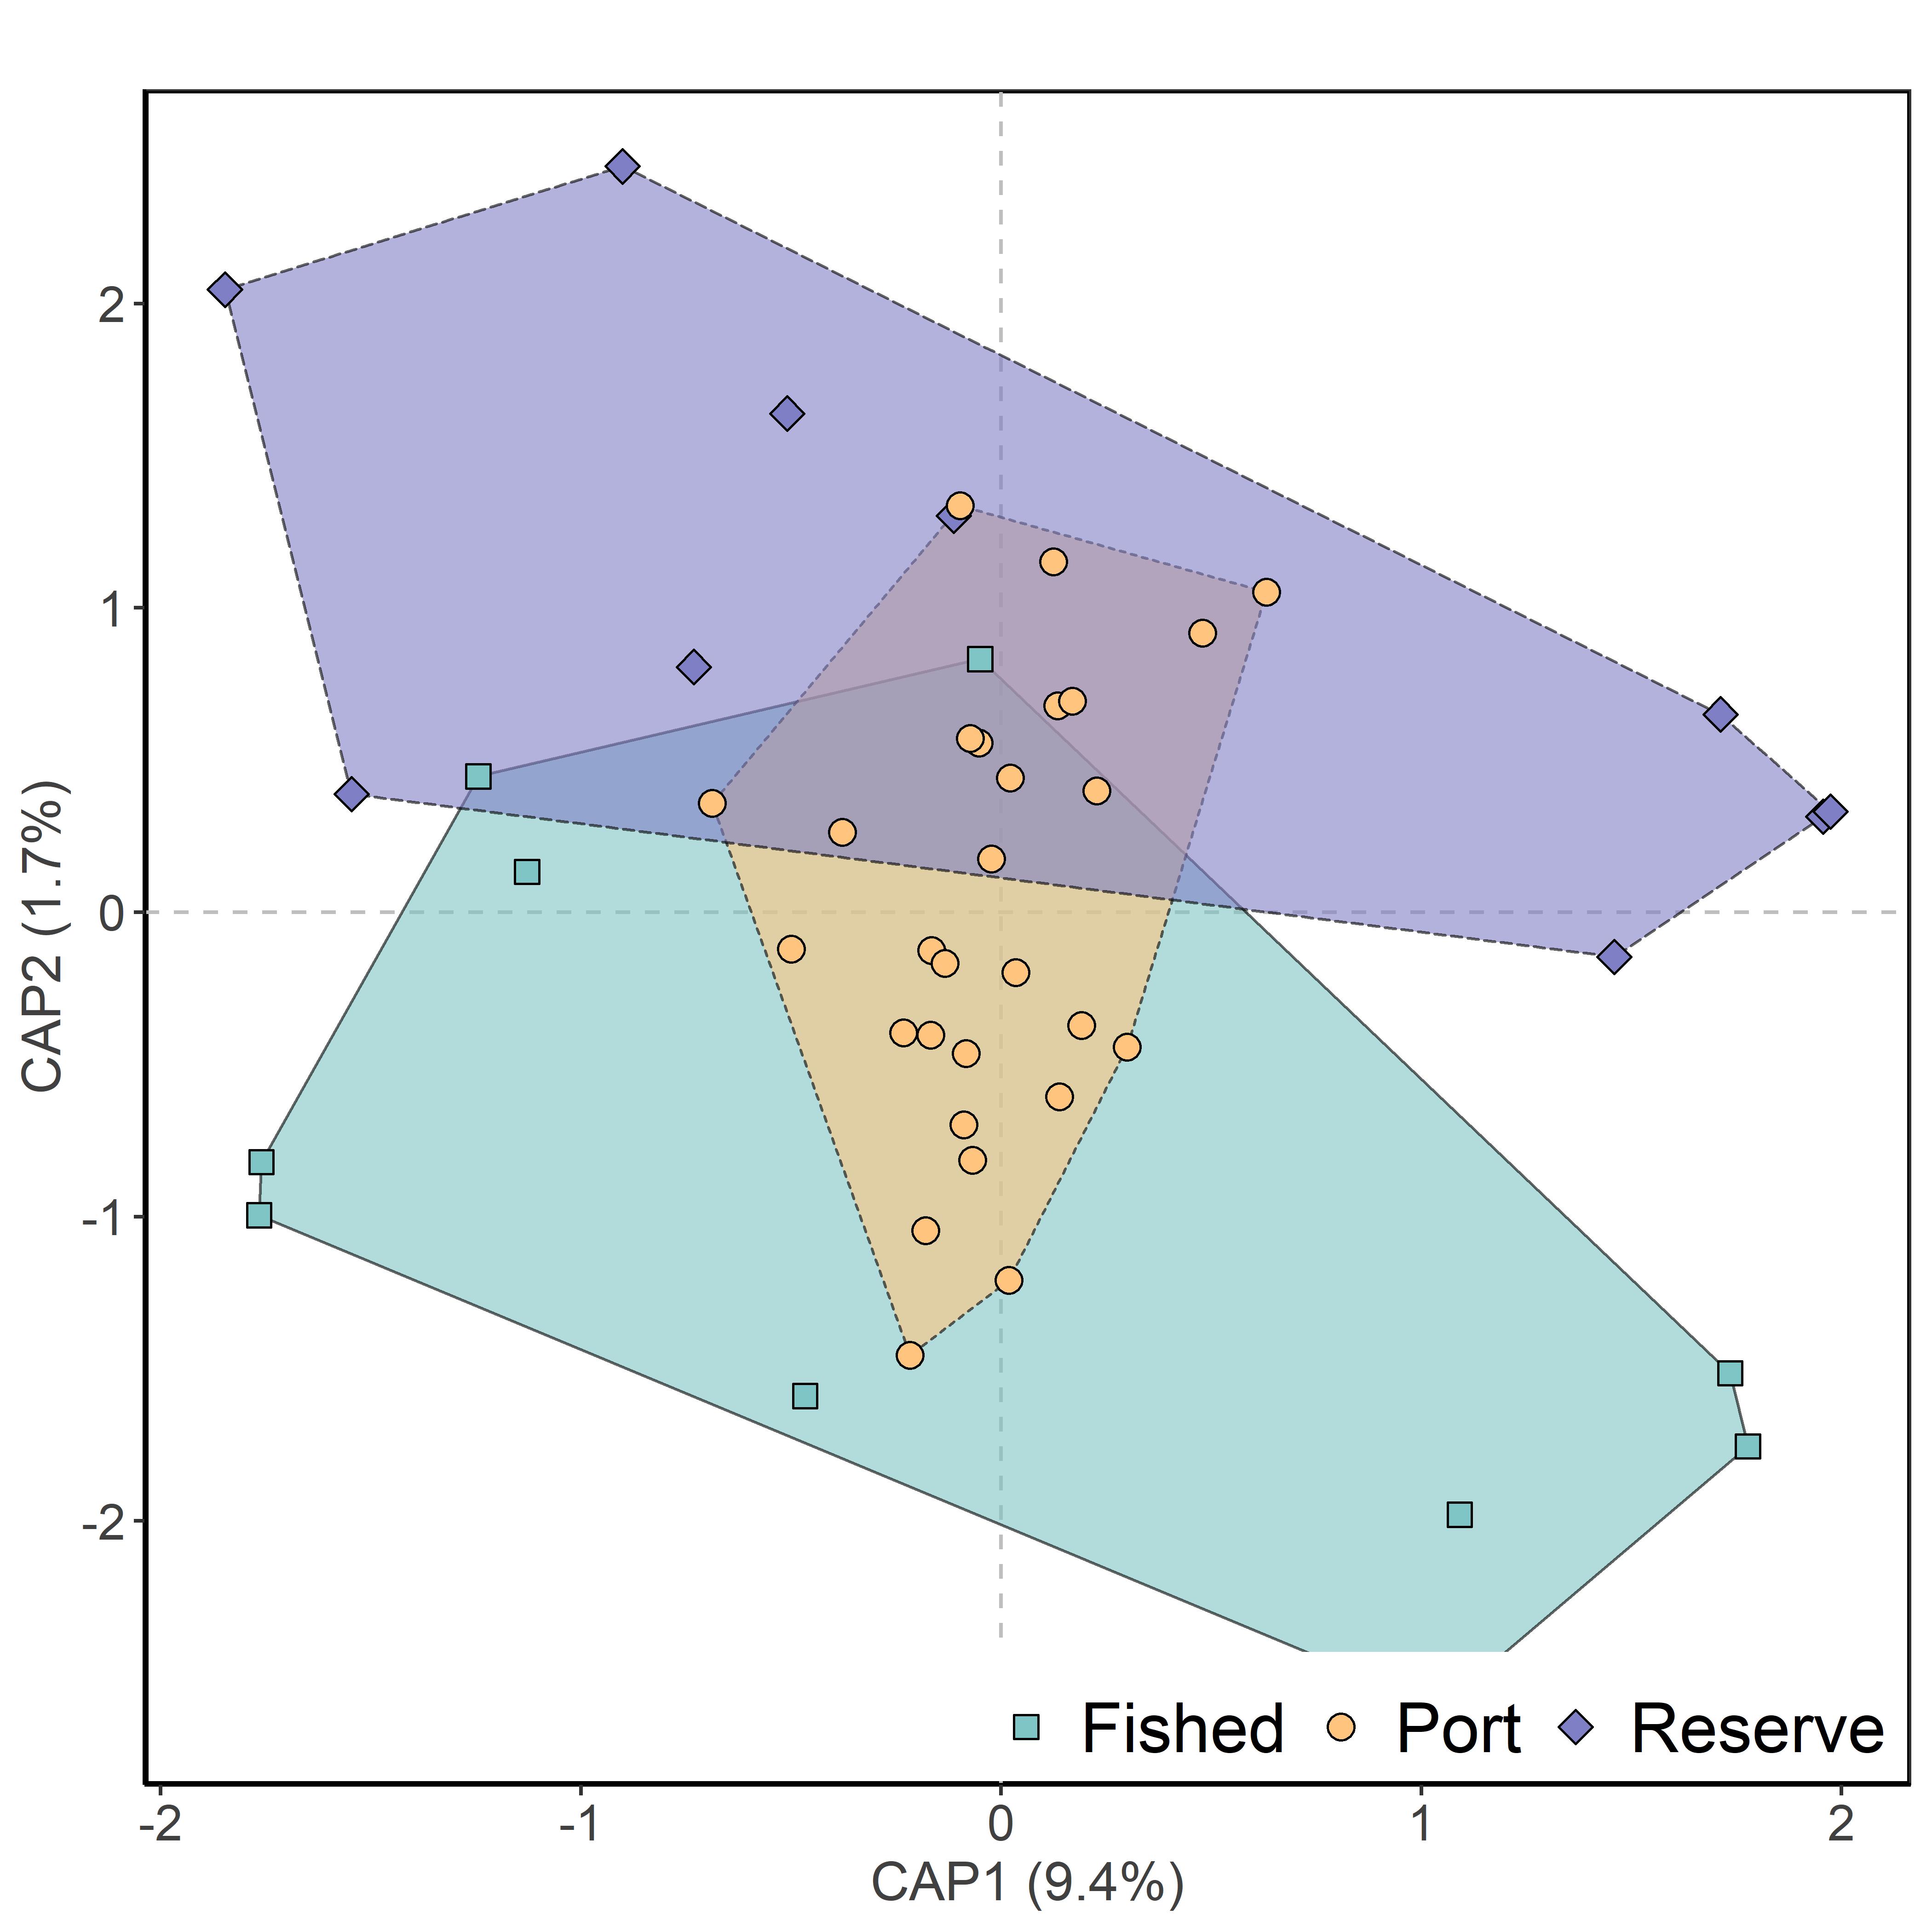 CAP2 (1.7%)
2
1
0
-1
-2
Fished Port Reserve
-2 -1 0 1 2
CAP1 (9.4%)